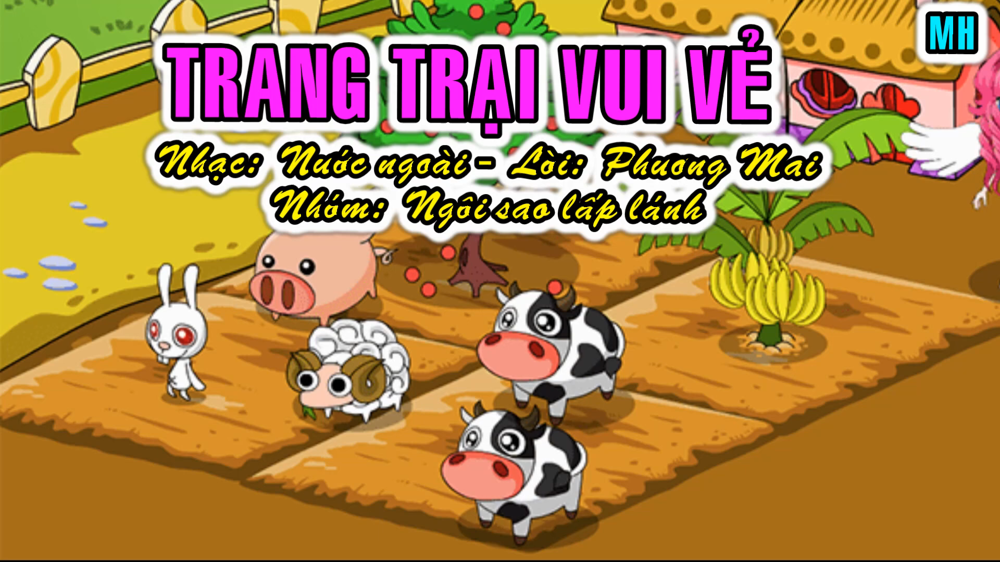 MH
TRANG TRẠI VUI VẺ
Nhạc: Nước ngoài - Lời: Phương Mai
Nhóm: Ngôi sao lấp lánh